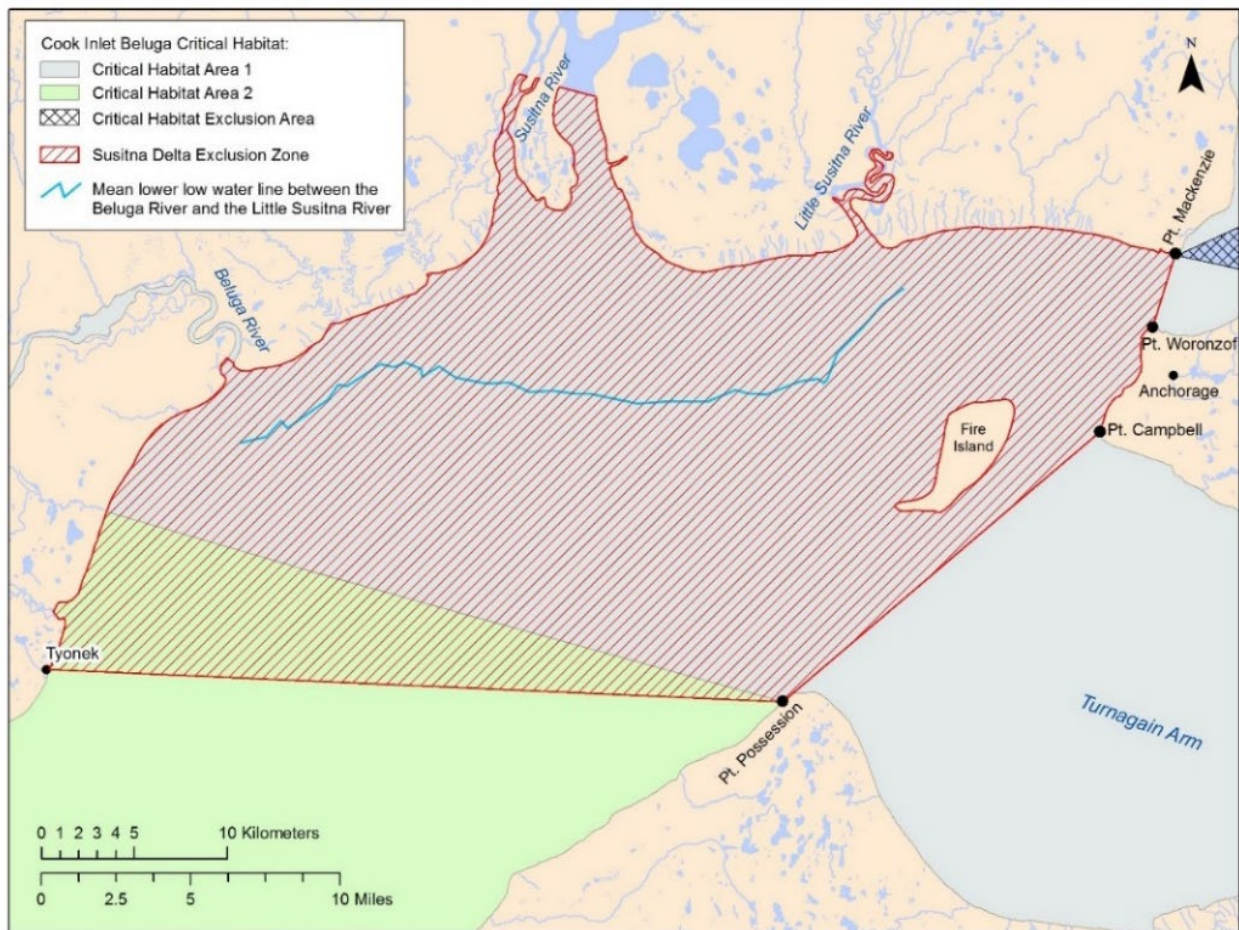 Cook Inlet Beluga Critical Habitat:
Critical Habitat Area 1
Critical Habitat Area 2
Critical Habitat Exclusion Area
Susitna Delta Exclusion Zone
Mean lower low water line between the
Beluga River and the Little Susitna River
N
Susitna River
Little Susitna River
Pt. Mackenzie
Beluga River
Pt. Woronzof
Anchorage
Pt. Campbell
Fire
Island
Tyonek
Pt. Possession
Turnagain Arm
0 1 2 3 4 5 10 Kilometers
0 2.5 5 10 Miles